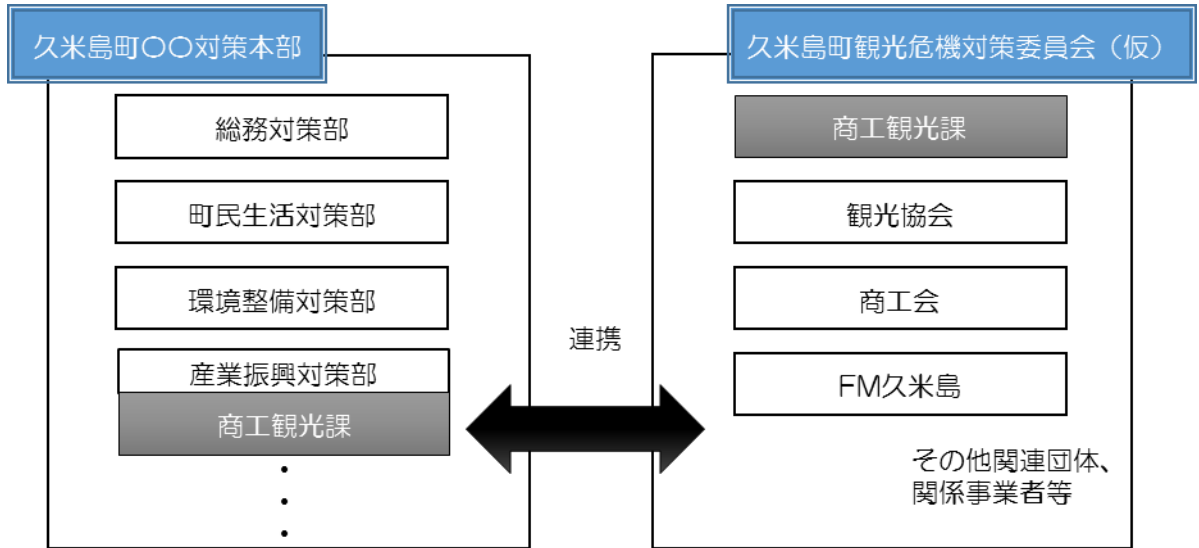 久米島町〇〇対策本部
総務対策部
町民生活対策部
環境整備対策部
産業振興対策部
商工観光課
・
・
・
連携
久米島町観光危機対策委員会（仮）
商工観光課
観光協会
商工会
FM久米島
その他関連団体、
関係事業者等